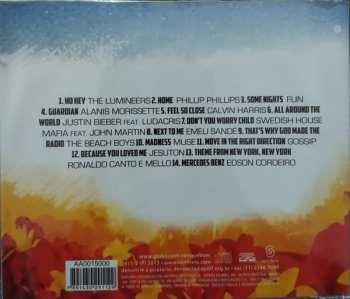 1. HO HEY THE LUMINEERS 2. HOME PHILLIP PHILLIPS 3. SOME NIGHTS FUN
4. GUARDIAN ALANIS MORISSETTE 5. FEEL SO CLOSE CALVIN HARRIS 6. ALL AROUND THE
WORLD JUSTIN BIEBER FEAT. LUDACRIS 7. DON'T YOU WORRY CHILD SWEDISH HOUSE
MAFIA FEAT. JOHN MARTIN 8. NEXT TO ME EMELI SANDÉ 9. THAT'S WHY GOD MADE THE
RADIO THE BEACH BOYS 10. MADNESS MUSE 11. MOVE IN THE RIGHT DIRECTION GOSSIP
12. BECAUSE YOU LOVED ME JESUTON 13. THEME FROM NEW YORK, NEW YORK
RONALDO CANTO E MELLO 14. MERCEDES BENZ EDSON CORDEIRO
AA0015000